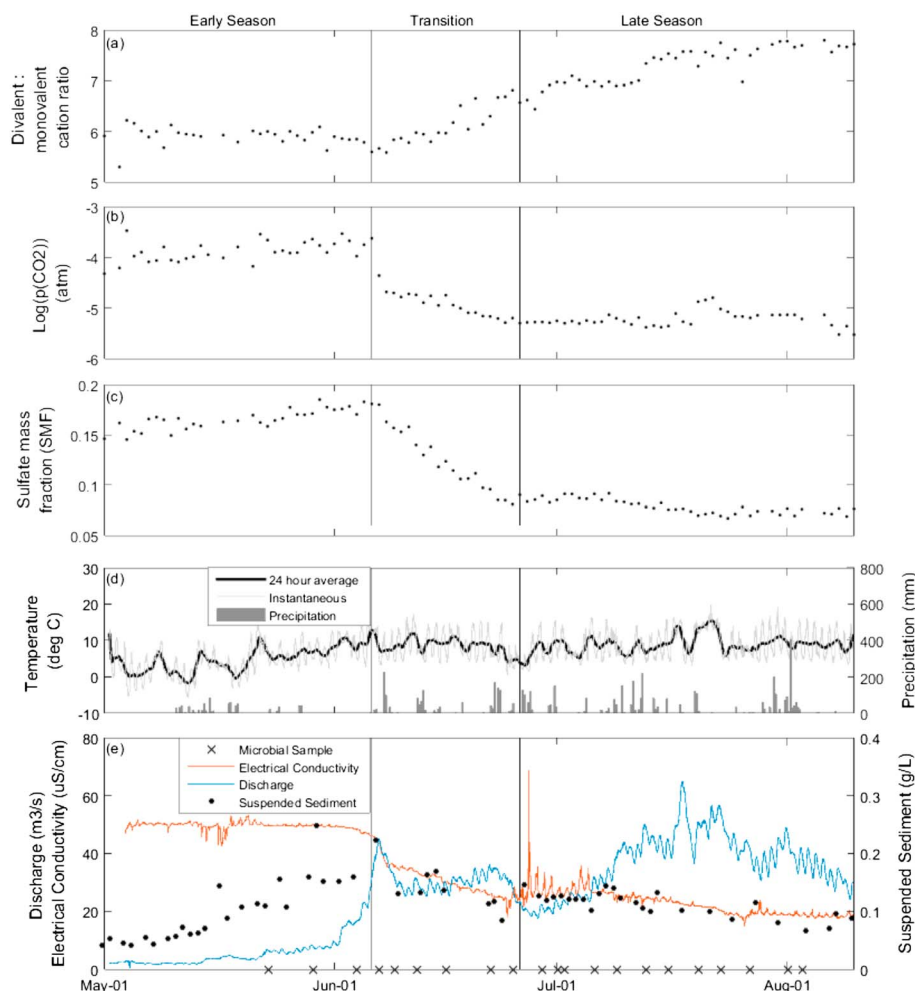 Early Season Transition Late Season
(a)
Divalent :
monovalent
cation ratio
8
7
6
5
(b)
Log(p(CO2))
(atm)
-3
-4
-5
-6
(c)
Sulfate mass
fraction (SMF)
0.2
0.15
0.1
0.05
(d)
Temperature
(deg C)
30
20
10
0
-10
24 hour average
Instantaneous
Precipitation
800
600
400
200
0
Precipitation (mm)
(e)
Discharge (m3/s)
Electrical Conductivity (uS/cm)
80
60
40
20
0
Microbial Sample
Electrical Conductivity
Discharge
Suspended Sediment
0.4
0.3
0.2
0.1
0
Suspended Sediment (g/L)
May-01 Jun-01 Jul-01 Aug-01